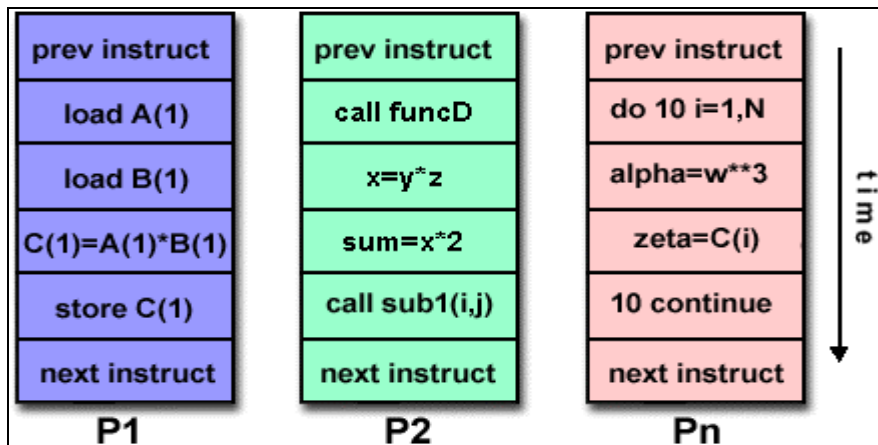 prev instruct
load A(1)
load B(1)
C(1)=A(1)*B(1)
store C(1)
next instruct
P1
prev instruct
call funcD
x=y*z
sum=x*2
call sub1(i,j)
next instruct
P2
prev instruct
do 10 i=1,N
alpha=w**3
zeta=C(i)
10 continue
next instruct
Pn
time